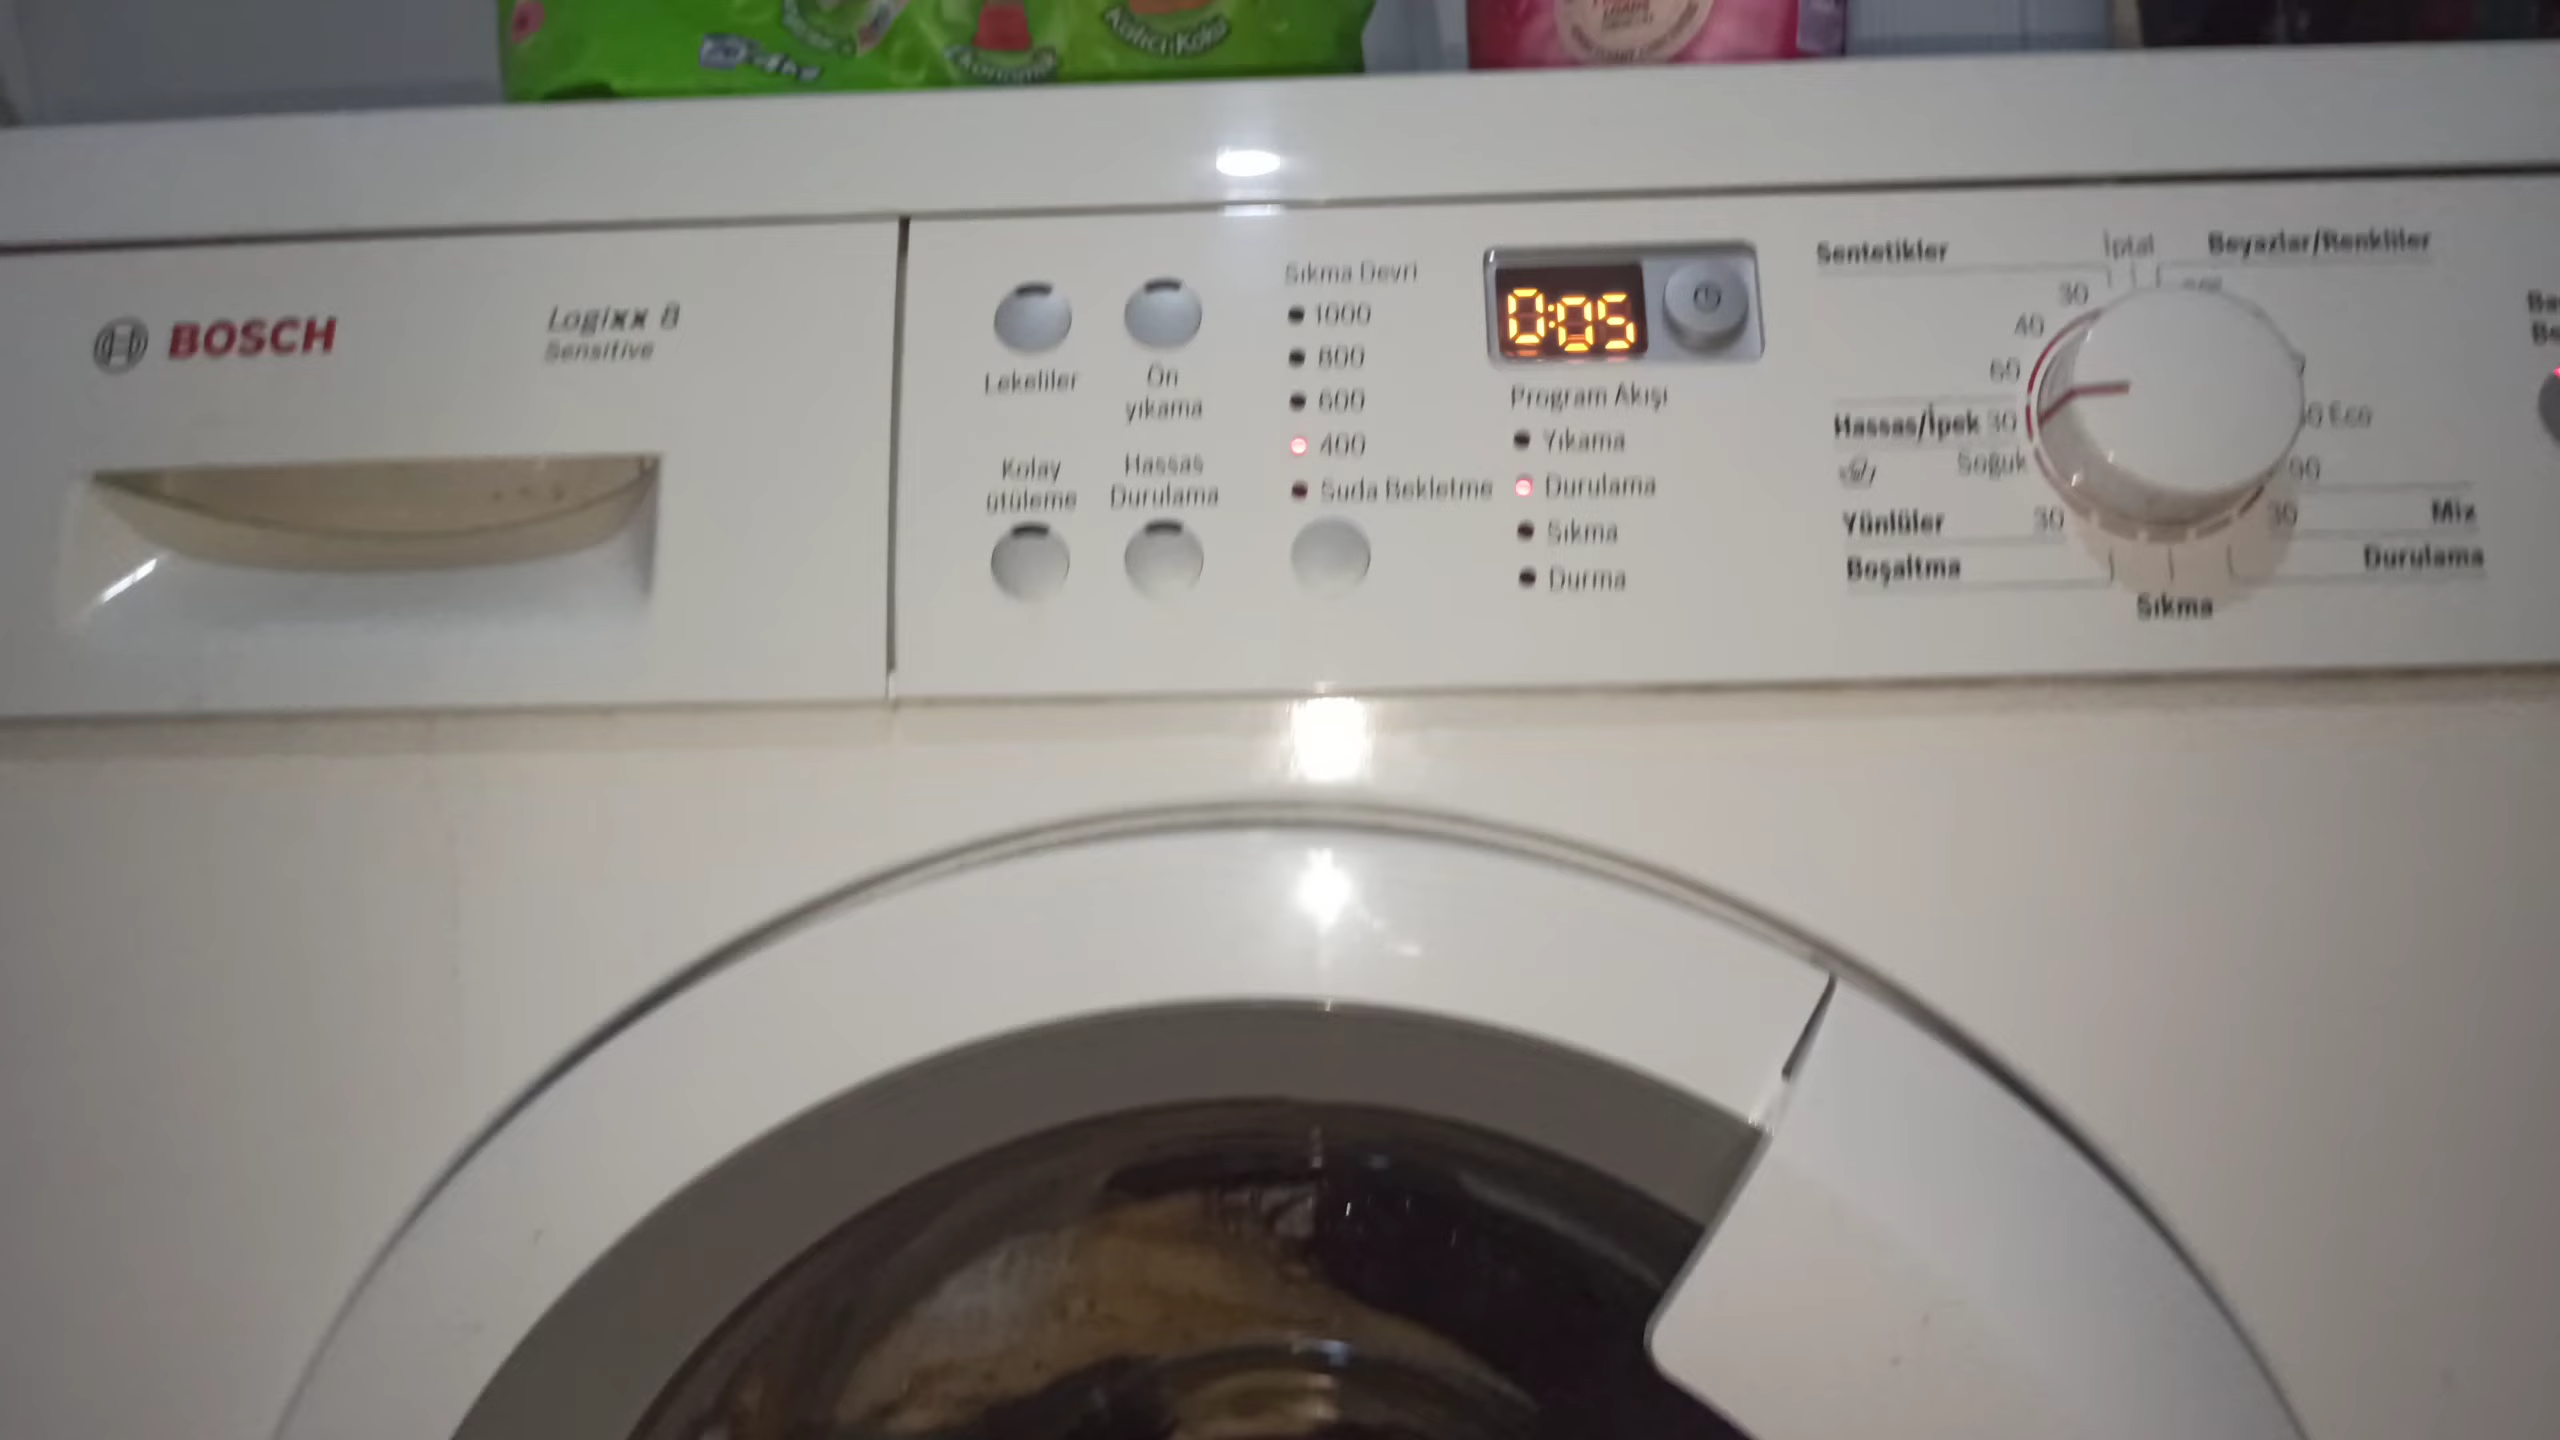 Kalıcı Koku
BOSCH
Logixx 8
Sensitive
Lekeliler
Ön
yıkama
Kolay
ütüleme
Hassas
Durulama
Sıkma Devri
1000
800
600
400
Suda Bekletme
0:05
Program Akışı
Yıkama
Durulama
Sıkma
Durma
Sentetikler
İptal
Beyazlar/Renkliler
30
40
60
Hassas/İpek 30
Soğuk
Yünlüler 30
Boşaltma
Sıkma
Eco
30 Mix
Durulama